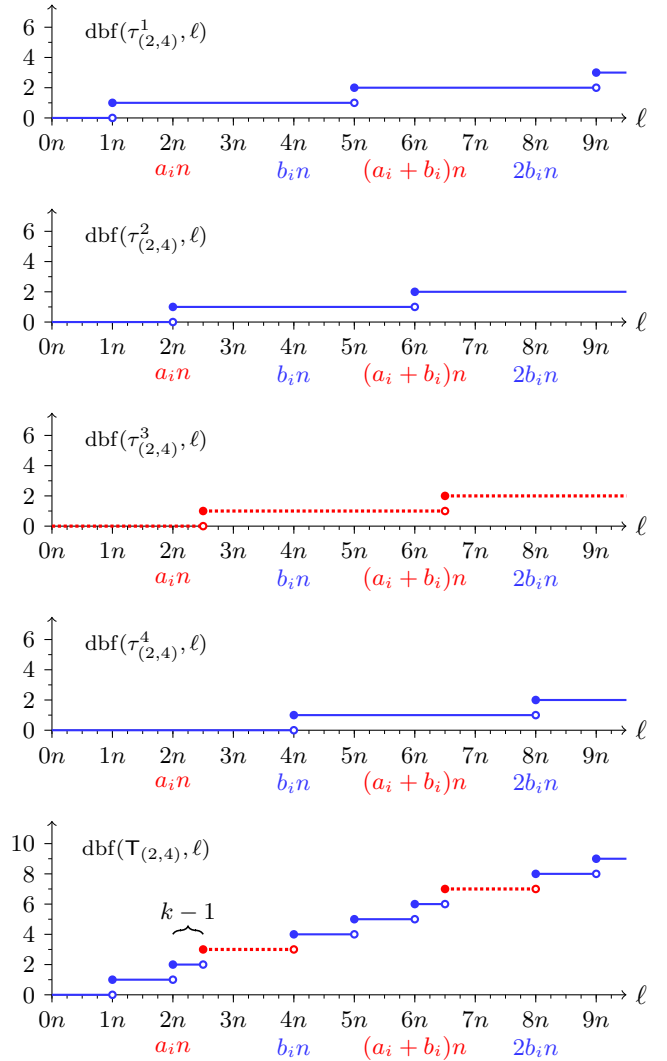 6
dbf(τ¹₍₂,₄₎, ℓ)
4
2
0
ℓ
0n 1n 2n 3n 4n 5n 6n 7n 8n 9n
aᵢn bᵢn (aᵢ + bᵢ)n 2bᵢn
6
dbf(τ²₍₂,₄₎, ℓ)
4
2
0
ℓ
0n 1n 2n 3n 4n 5n 6n 7n 8n 9n
aᵢn bᵢn (aᵢ + bᵢ)n 2bᵢn
6
dbf(τ³₍₂,₄₎, ℓ)
4
2
0
ℓ
0n 1n 2n 3n 4n 5n 6n 7n 8n 9n
aᵢn bᵢn (aᵢ + bᵢ)n 2bᵢn
6
dbf(τ⁴₍₂,₄₎, ℓ)
4
2
0
ℓ
0n 1n 2n 3n 4n 5n 6n 7n 8n 9n
aᵢn bᵢn (aᵢ + bᵢ)n 2bᵢn
10
dbf(T₍₂,₄₎, ℓ)
8
6
k − 1
4
2
0
ℓ
0n 1n 2n 3n 4n 5n 6n 7n 8n 9n
aᵢn bᵢn (aᵢ + bᵢ)n 2bᵢn